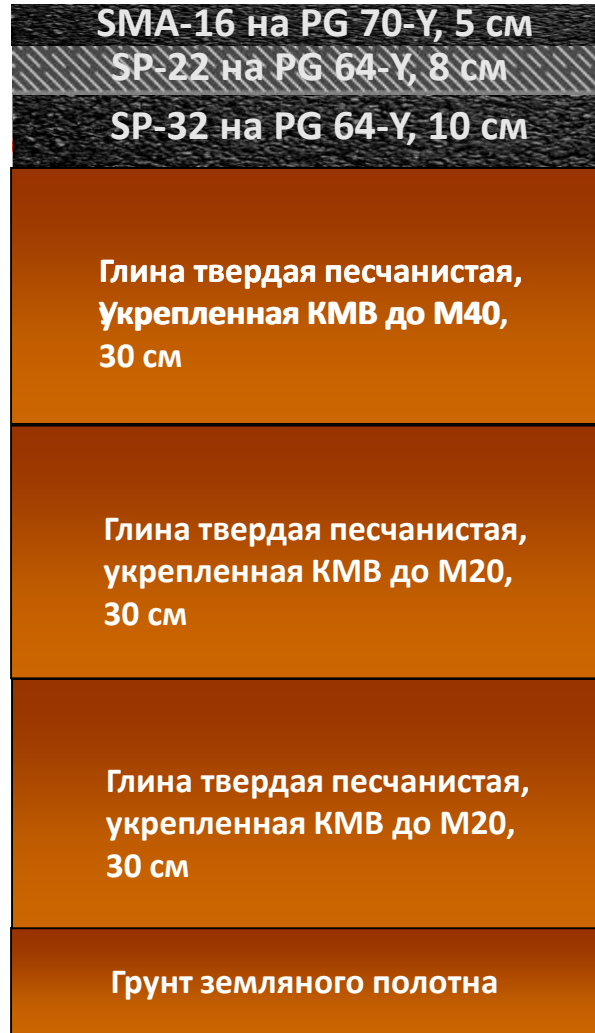 SMA-16 на PG 70-Y, 5 см
SP-22 на PG 64-Y, 8 см
SP-32 на PG 64-Y, 10 см
Глина твердая песчанистая,
Укрепленная КМВ до М40,
30 см
Глина твердая песчанистая,
укрепленная КМВ до М20,
30 см
Глина твердая песчанистая,
укрепленная КМВ до М20,
30 см
Грунт земляного полотна